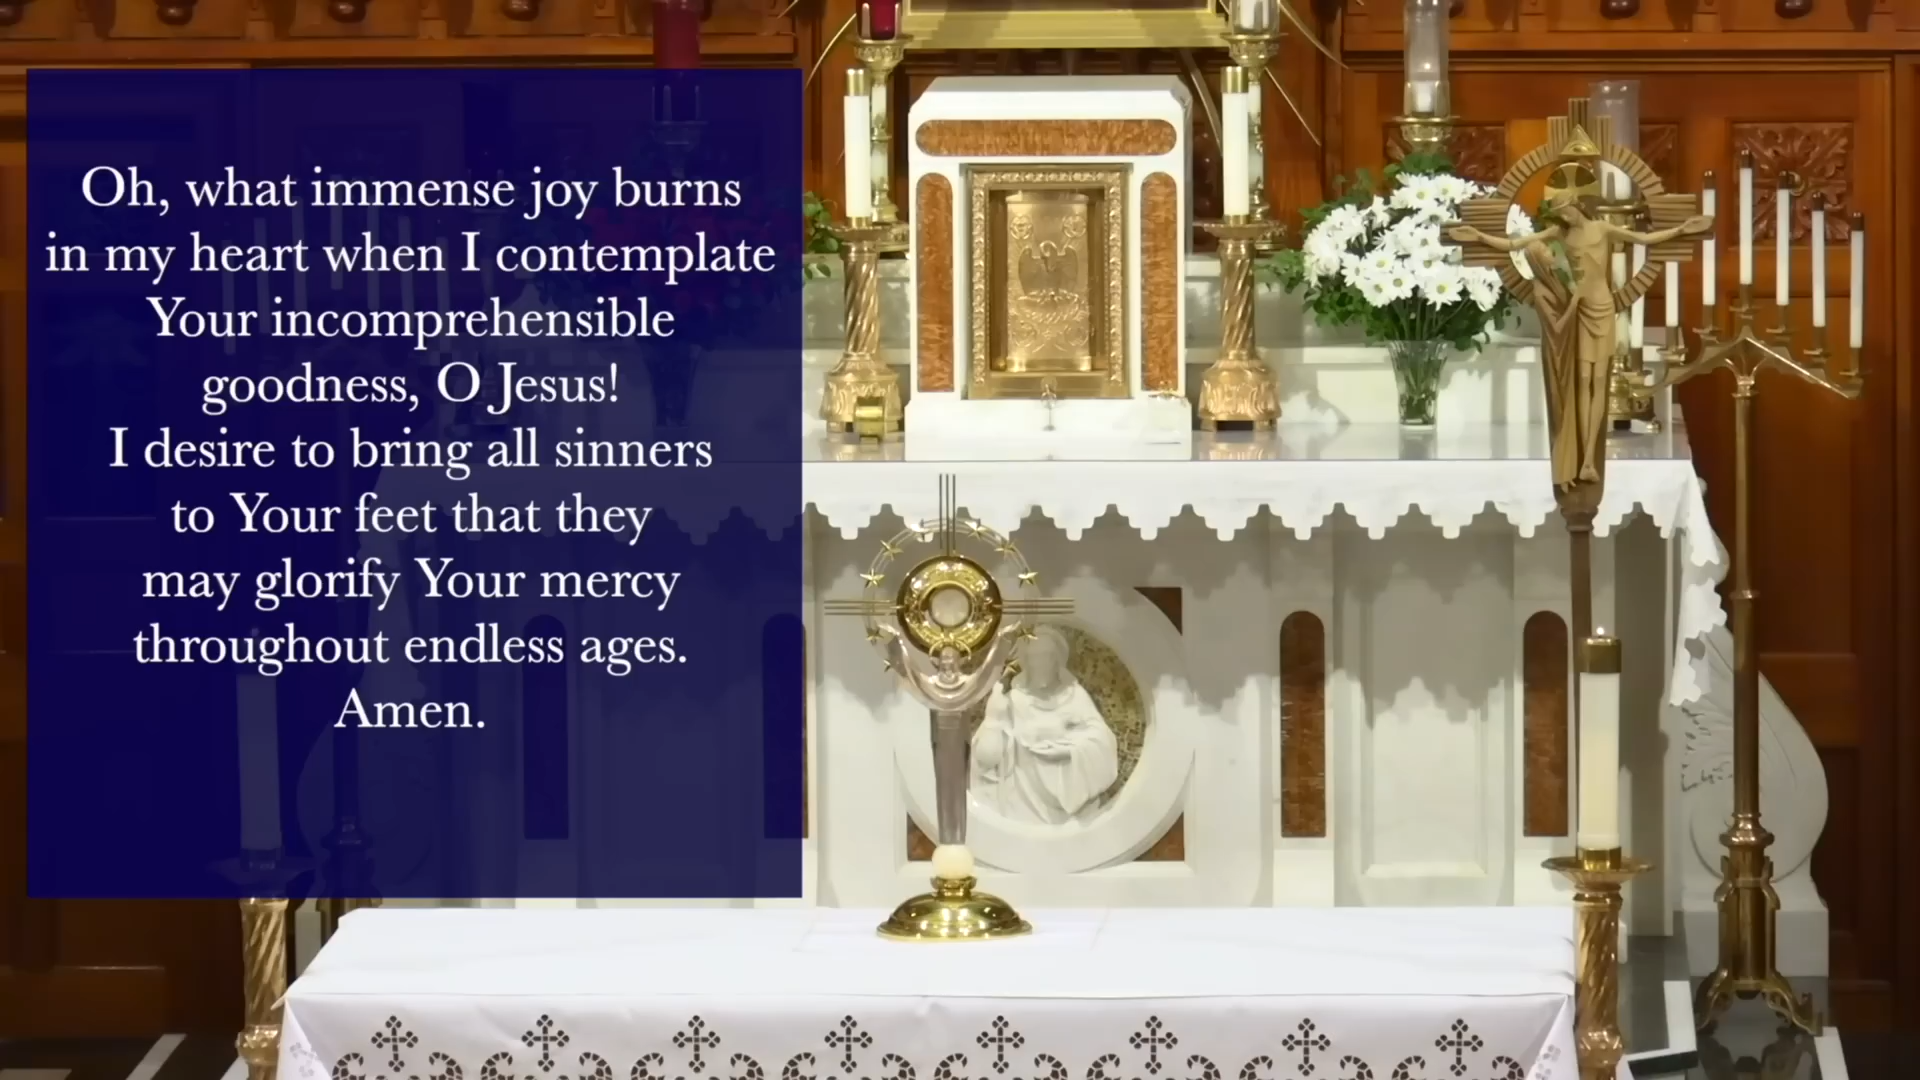 Oh, what immense joy burns
in my heart when I contemplate
Your incomprehensible
goodness, O Jesus!
I desire to bring all sinners
to Your feet that they
may glorify Your mercy
throughout endless ages.
Amen.